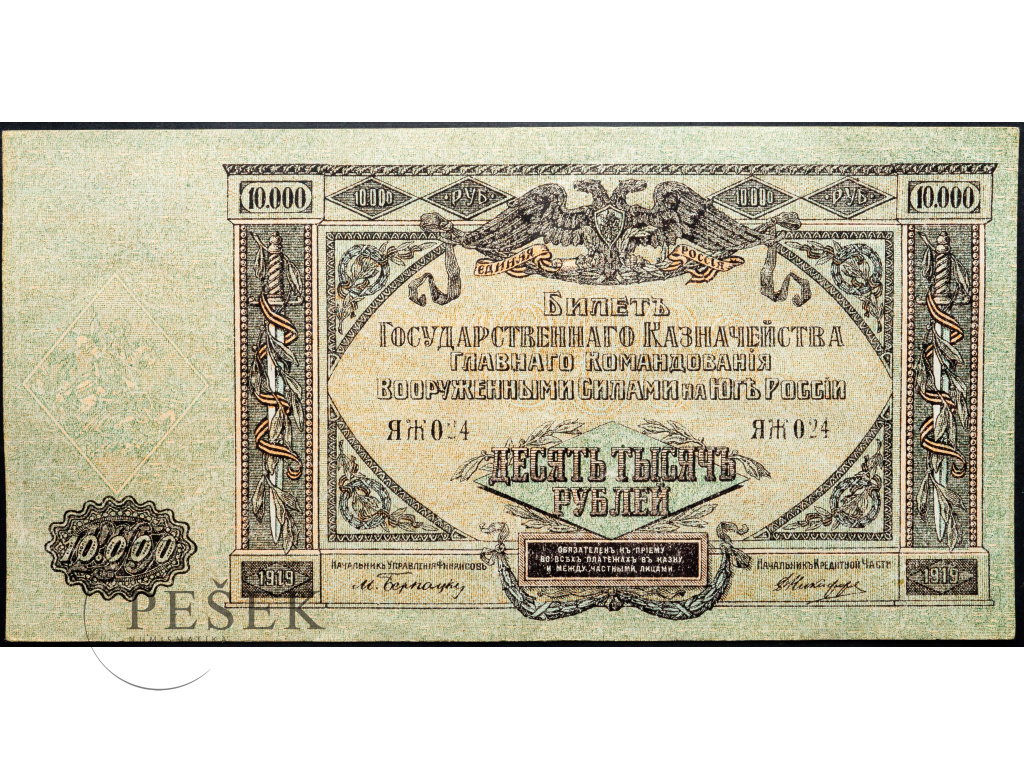 10.000 10.000 РУБ 10.000 РУБ 10.000
ЕДИНАЯ РОССІЯ
БИЛЕТЪ
ГОСУДАРСТВЕННАГО КАЗНАЧЕЙСТВА
ГЛАВНАГО КОМАНДОВАНІЯ
ВООРУЖЕННЫМИ СИЛАМИ НА ЮГѢ РОССІИ
ЯЖ 024 ЯЖ 024
ДЕСЯТЬ ТЫСЯЧЪ
РУБЛЕЙ
10.000
ОБЯЗАТЕЛЕНЪ КЪ ПРІЕМУ
ВО ВСѢХЪ ПЛАТЕЖАХЪ ВЪ КАЗНУ
И МЕЖДУ ЧАСТНЫМИ ЛИЦАМИ.
НАЧАЛЬНИКЪ УПРАВЛЕНІЯ ФИНАНСОВЪ НАЧАЛЬНИКЪ КРЕДИТНОЙ ЧАСТИ
1919 М. Бернацкій 1919
PEŠEK
NUMISMATIKA